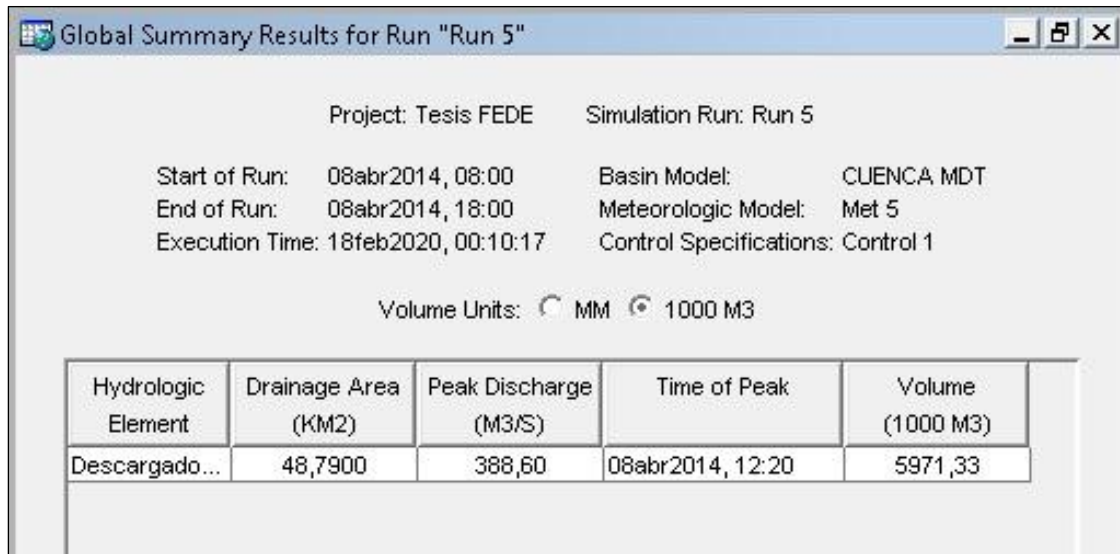 Global Summary Results for Run "Run 5"
Project: Tesis FEDE Simulation Run: Run 5
Start of Run: 08abr2014, 08:00 Basin Model: CUENCA MDT
End of Run: 08abr2014, 18:00 Meteorologic Model: Met 5
Execution Time: 18feb2020, 00:10:17 Control Specifications: Control 1
Volume Units: MM 1000 M3
Hydrologic Drainage Area Peak Discharge Time of Peak Volume
Element (KM2) (M3/S) (1000 M3)
Descargado... 48,7900 388,60 08abr2014, 12:20 5971,33